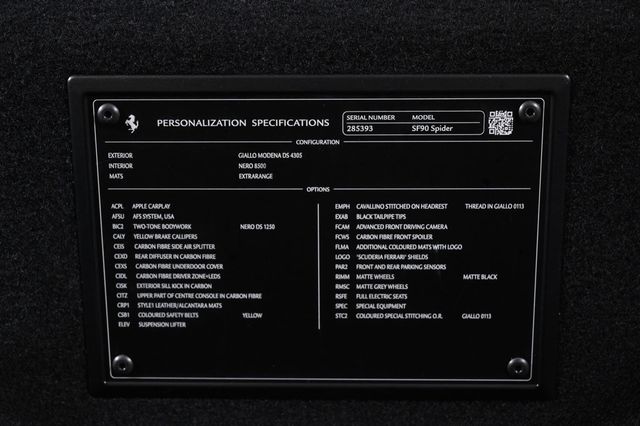 PERSONALIZATION SPECIFICATIONS
SERIAL NUMBER MODEL
285393 SF90 Spider
CONFIGURATION
EXTERIOR GIALLO MODENA DS 4305
INTERIOR NERO 8500
MATS EXTRARANGE
OPTIONS
ACPL APPLE CARPLAY
AFSU AFS SYSTEM, USA
BIC2 TWO-TONE BODYWORK NERO DS 1250
CALY YELLOW BRAKE CALLIPERS
CEIS CARBON FIBRE SIDE AIR SPLITTER
CEXD REAR DIFFUSER IN CARBON FIBRE
CEXS CARBON FIBRE UNDERDOOR COVER
CIDL CARBON FIBRE DRIVER ZONE+LEDS
CISK EXTERIOR SILL KICK IN CARBON
CITZ UPPER PART OF CENTRE CONSOLE IN CARBON FIBRE
CRP1 STYLE1 LEATHER/ALCANTARA MATS
CSB1 COLOURED SAFETY BELTS YELLOW
ELEV SUSPENSION LIFTER
EMPH CAVALLINO STITCHED ON HEADREST THREAD IN GIALLO 0113
EXAB BLACK TAILPIPE TIPS
FCAM ADVANCED FRONT DRIVING CAMERA
FCWS CARBON FIBRE FRONT SPOILER
FLMA ADDITIONAL COLOURED MATS WITH LOGO
LOGO "SCUDERIA FERRARI" SHIELDS
PAR2 FRONT AND REAR PARKING SENSORS
RIMM MATTE WHEELS MATTE BLACK
RMSC MATTE GREY WHEELS
RSFE FULL ELECTRIC SEATS
SPEC SPECIAL EQUIPMENT
STC2 COLOURED SPECIAL STITCHING O.R. GIALLO 0113